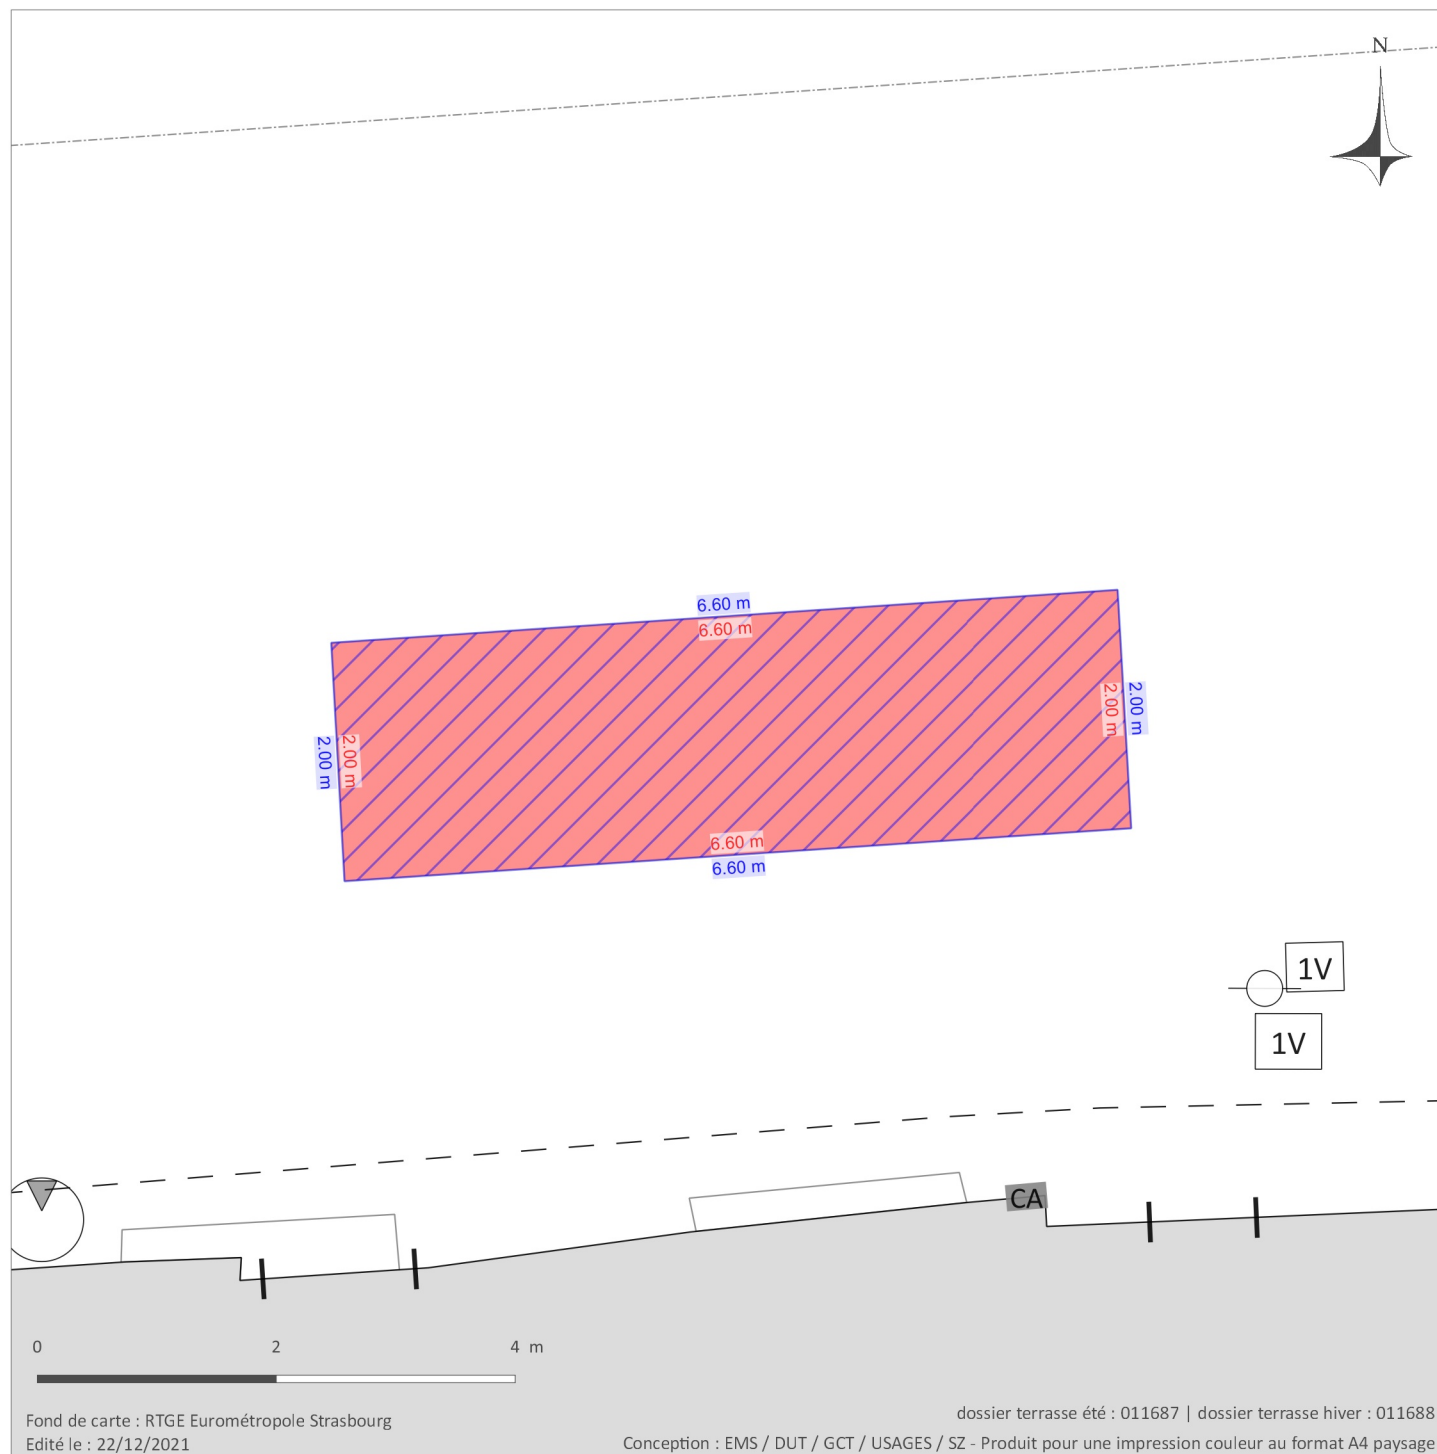 N
6.60 m
6.60 m
2.00 m
2.00 m
2.00 m
2.00 m
6.60 m
6.60 m
1V
1V
CA
0 2 4 m
Fond de carte : RTGE Eurométropole Strasbourg
Edité le : 22/12/2021
dossier terrasse été : 011687 | dossier terrasse hiver : 011688
Conception : EMS / DUT / GCT / USAGES / SZ - Produit pour une impression couleur au format A4 paysage